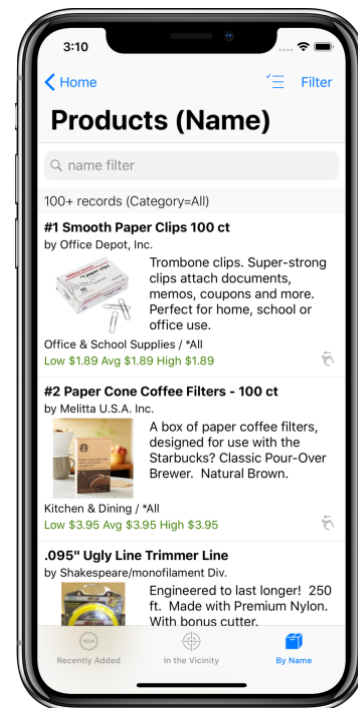 3:10
Home
Filter
Products (Name)
name filter
100+ records (Category=All)
#1 Smooth Paper Clips 100 ct
by Office Depot, Inc.
Trombone clips. Super-strong
clips attach documents,
memos, coupons and more.
Perfect for home, school or
office use.
Office & School Supplies / *All
Low $1.89 Avg $1.89 High $1.89
#2 Paper Cone Coffee Filters - 100 ct
by Melitta U.S.A. Inc.
A box of paper coffee filters,
designed for use with the
Starbucks? Classic Pour-Over
Brewer.  Natural Brown.
Kitchen & Dining / *All
Low $3.95 Avg $3.95 High $3.95
.095" Ugly Line Trimmer Line
by Shakespeare/monofilament Div.
Engineered to last longer!  250
ft.  Made with Premium Nylon.
With bonus cutter.
NEW
Recently Added
In the Vicinity
By Name